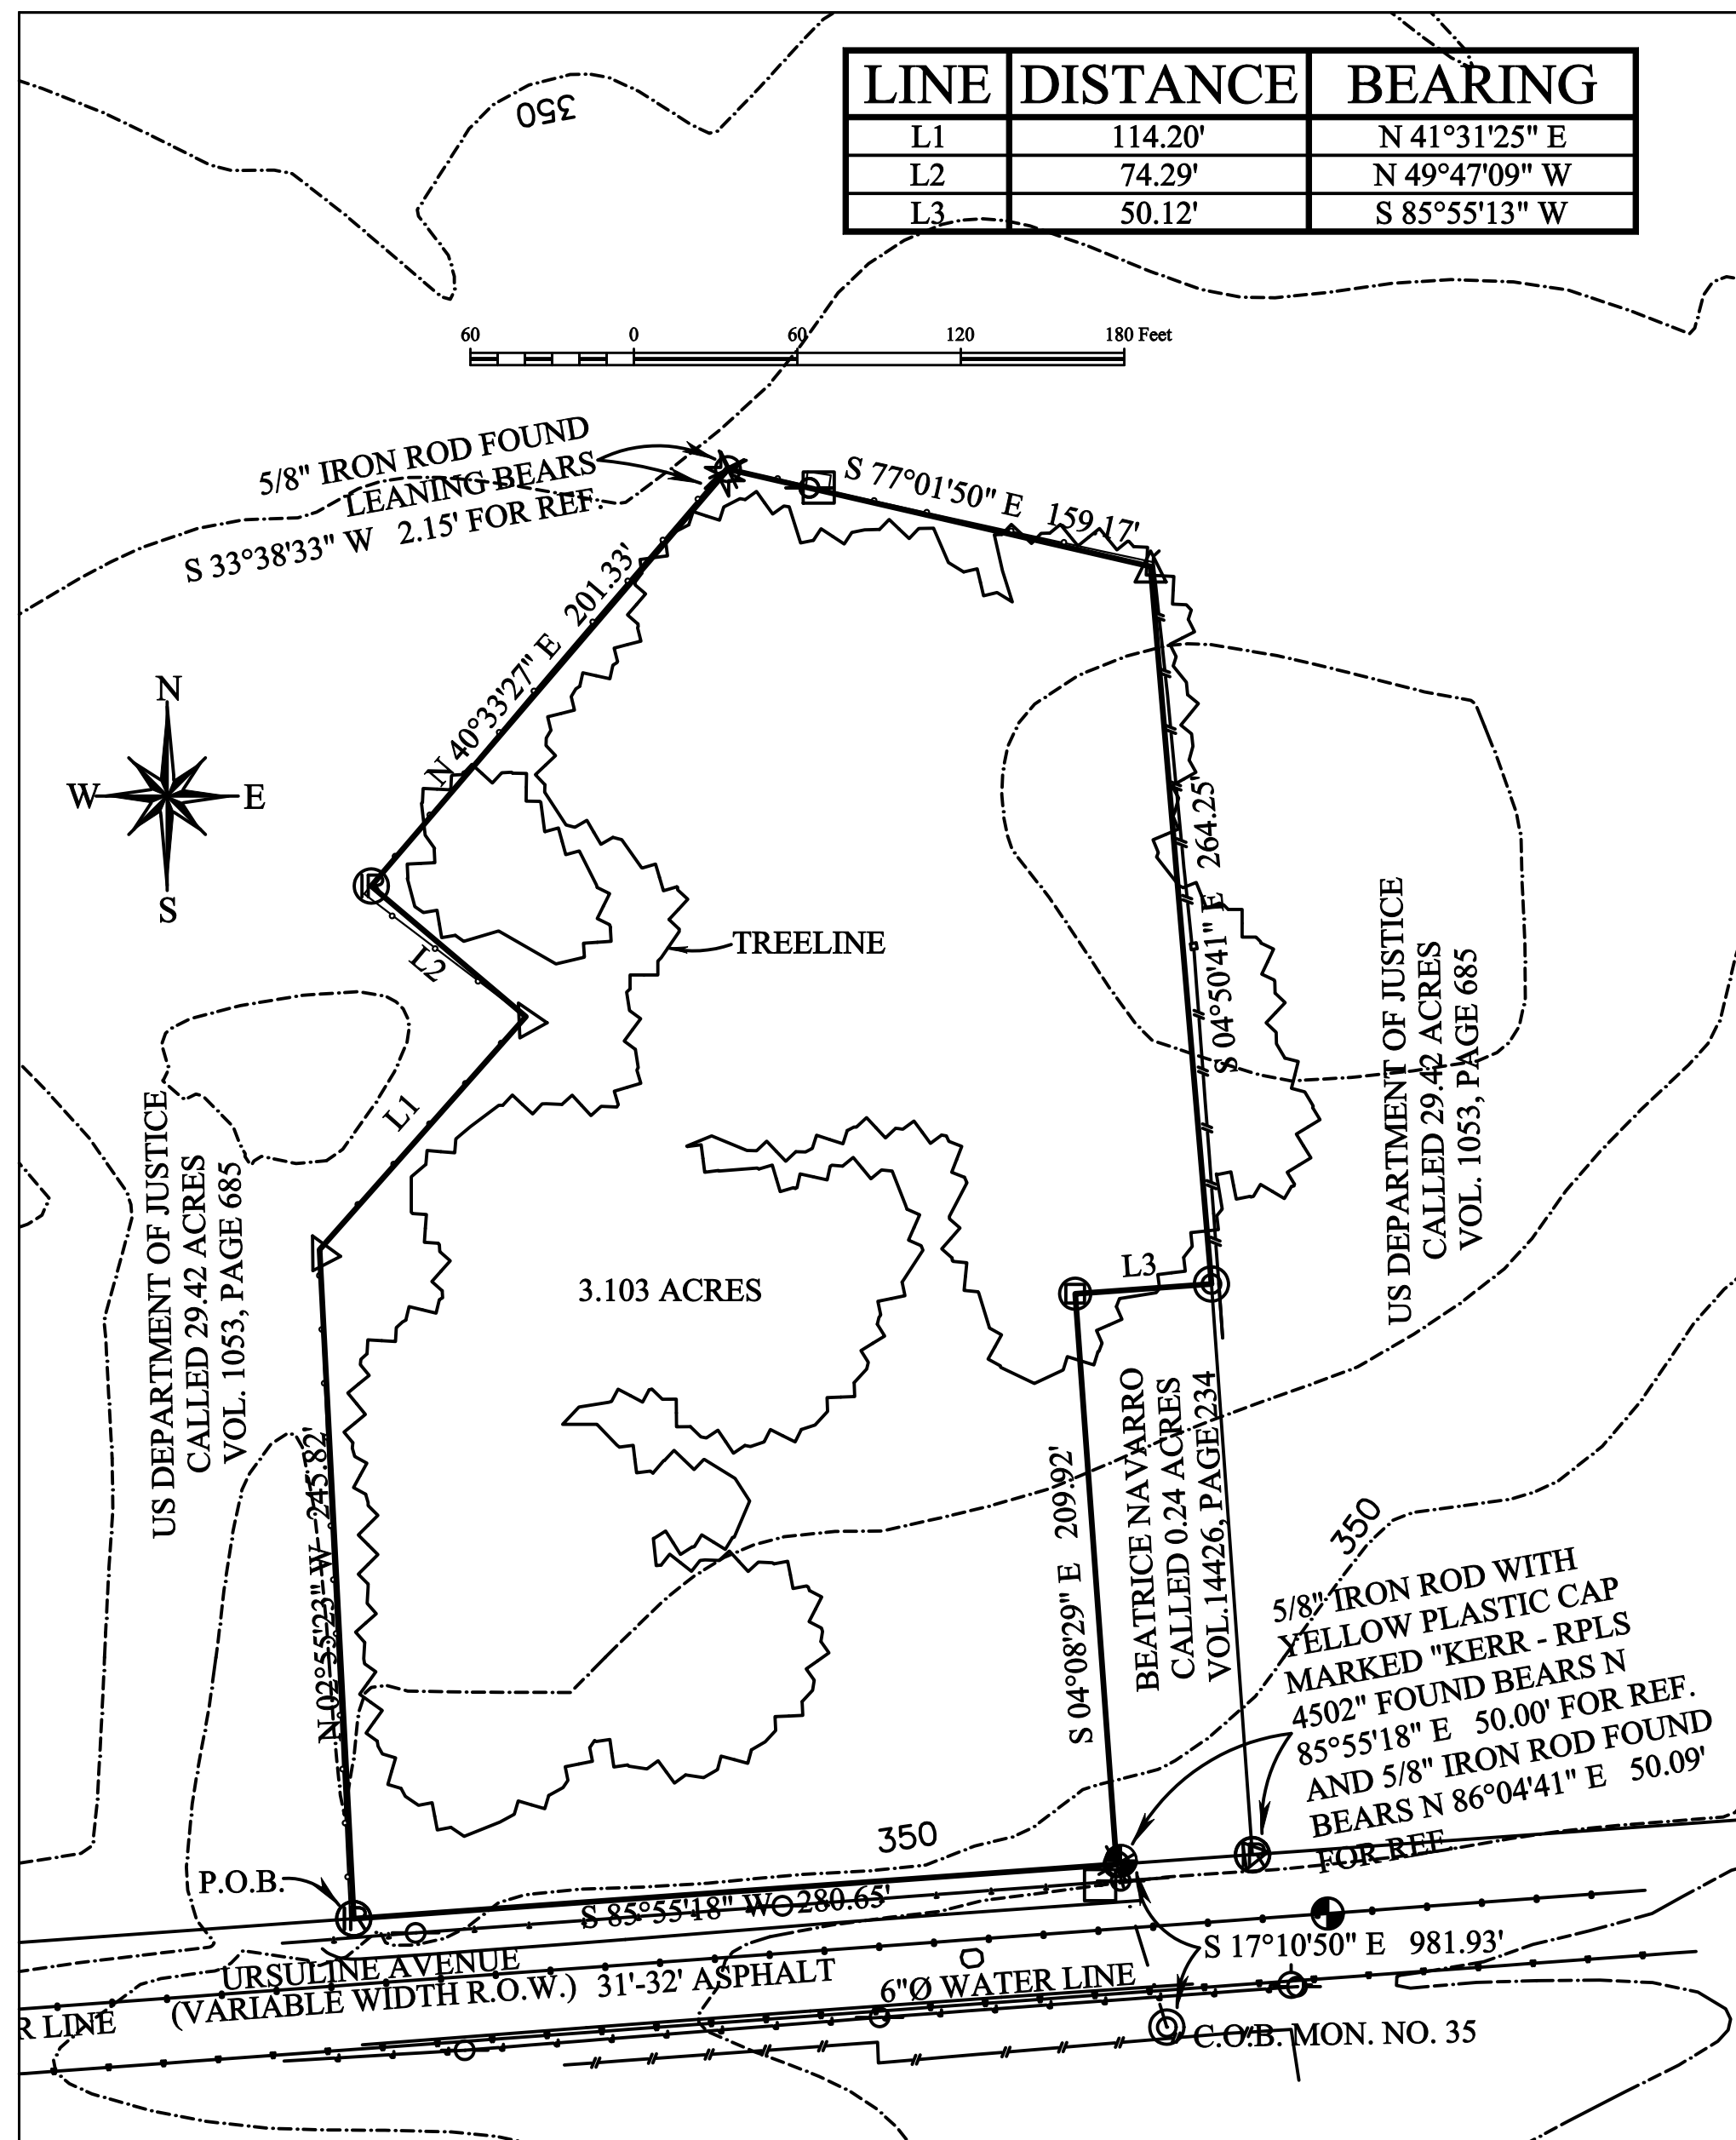 LINE DISTANCE BEARING
L1 114.20' N 41°31'25" E
L2 74.29' N 49°47'09" W
L3 50.12' S 85°55'13" W
350
60 0 60 120 180 Feet
5/8" IRON ROD FOUND
LEANING BEARS
S 33°38'33" W 2.15' FOR REF.
S 77°01'50" E 159.17'
N 40°33'27" E 201.33'
N
W E
S
TREELINE
L2
L1
S 04°50'41" E 264.25'
US DEPARTMENT OF JUSTICE
CALLED 29.42 ACRES
VOL. 1053, PAGE 685
US DEPARTMENT OF JUSTICE
CALLED 29.42 ACRES
VOL. 1053, PAGE 685
3.103 ACRES
L3
N 02°55'23" W 245.82'
S 04°08'29" E 209.92'
BEATRICE NAVARRO
CALLED 0.24 ACRES
VOL.14426, PAGE 234
350
5/8" IRON ROD WITH
YELLOW PLASTIC CAP
MARKED "KERR - RPLS
4502" FOUND BEARS N
85°55'18" E 50.00' FOR REF.
AND 5/8" IRON ROD FOUND
BEARS N 86°04'41" E 50.09'
FOR REF
350
P.O.B.
S 85°55'18" W 280.65'
URSULINE AVENUE
(VARIABLE WIDTH R.O.W.) 31'-32' ASPHALT
6"Ø WATER LINE
S 17°10'50" E 981.93'
R LINE
C.O.B. MON. NO. 35